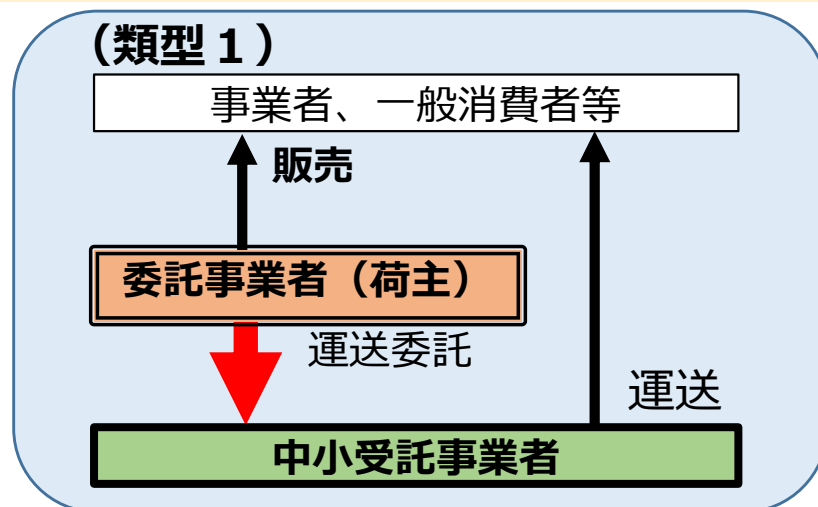 （類型１）
事業者、一般消費者等
販売
委託事業者（荷主）
運送委託
運送
中小受託事業者